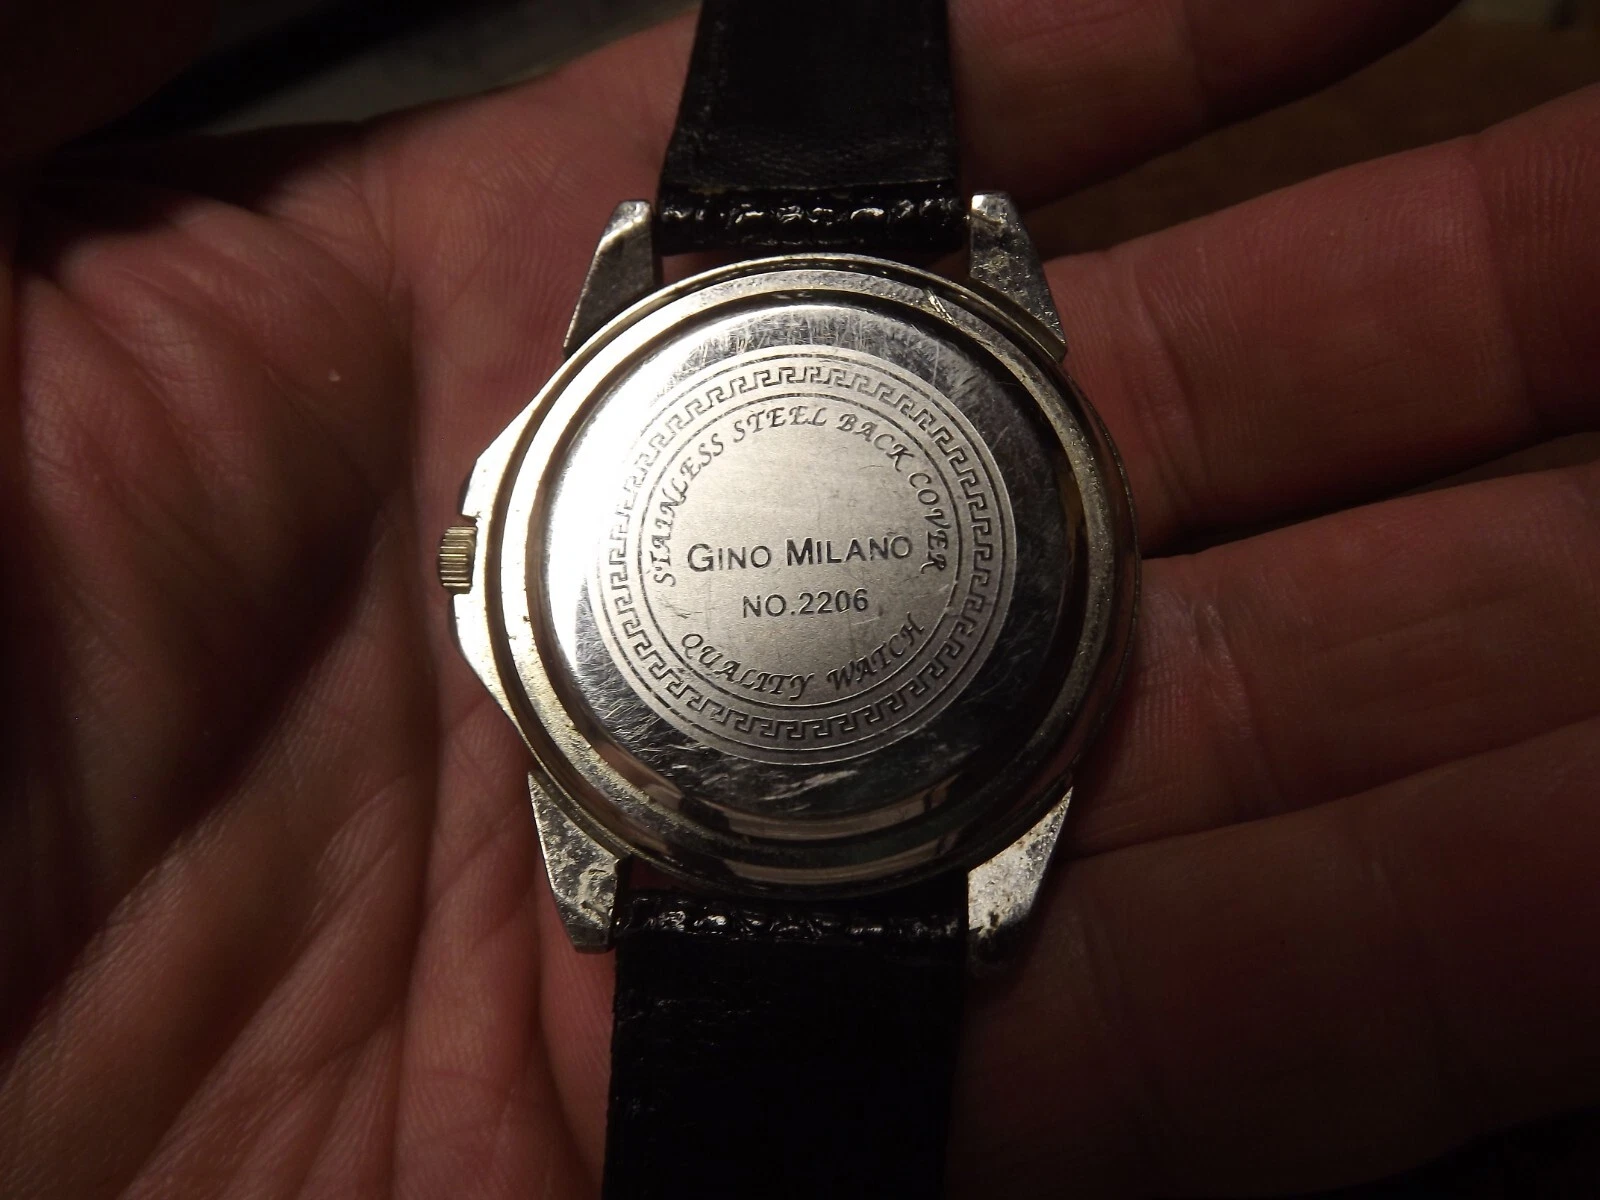 STAINLESS STEEL BACK COVER
GINO MILANO
NO.2206
QUALITY WATCH